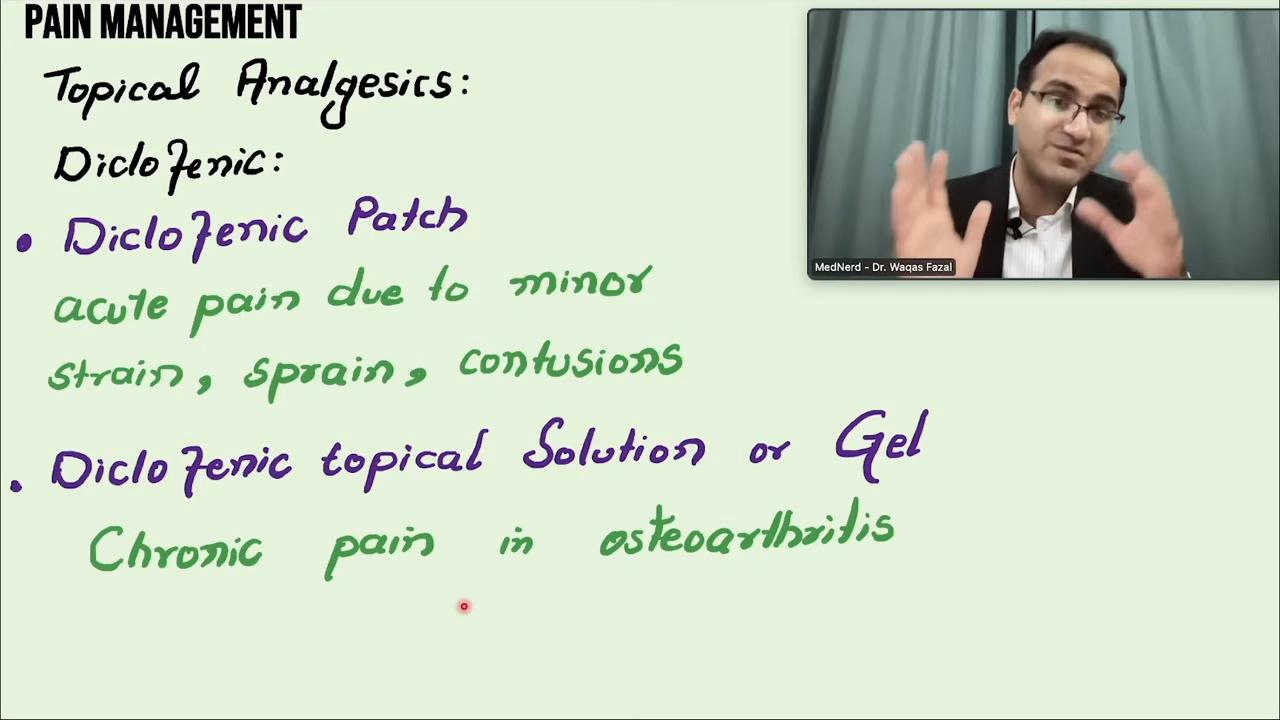 PAIN MANAGEMENT
Topical Analgesics:
Diclofenic:
• Diclofenic Patch
acute pain due to minor
strain, sprain, contusions
• Diclofenic topical Solution or Gel
Chronic pain in osteoarthritis
MedNerd - Dr. Waqas Fazal